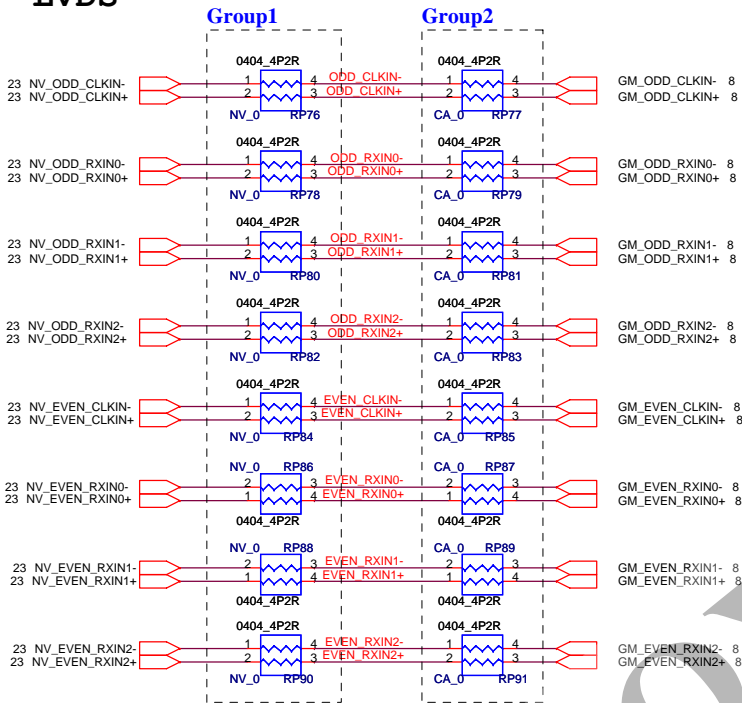 LVDS
Group1 Group2
0404_4P2R 0404_4P2R
23 NV_ODD_CLKIN- 1 4 ODD_CLKIN- 1 4 GM_ODD_CLKIN- 8
23 NV_ODD_CLKIN+ 2 3 ODD_CLKIN+ 2 3 GM_ODD_CLKIN+ 8
NV_0 RP76 CA_0 RP77
0404_4P2R 0404_4P2R
23 NV_ODD_RXIN0- 1 4 ODD_RXIN0- 1 4 GM_ODD_RXIN0- 8
23 NV_ODD_RXIN0+ 2 3 ODD_RXIN0+ 2 3 GM_ODD_RXIN0+ 8
NV_0 RP78 CA_0 RP79
0404_4P2R 0404_4P2R
23 NV_ODD_RXIN1- 1 4 ODD_RXIN1- 1 4 GM_ODD_RXIN1- 8
23 NV_ODD_RXIN1+ 2 3 ODD_RXIN1+ 2 3 GM_ODD_RXIN1+ 8
NV_0 RP80 CA_0 RP81
0404_4P2R 0404_4P2R
23 NV_ODD_RXIN2- 1 4 ODD_RXIN2- 1 4 GM_ODD_RXIN2- 8
23 NV_ODD_RXIN2+ 2 3 ODD_RXIN2+ 2 3 GM_ODD_RXIN2+ 8
NV_0 RP82 CA_0 RP83
0404_4P2R 0404_4P2R
23 NV_EVEN_CLKIN- 1 4 EVEN_CLKIN- 1 4 GM_EVEN_CLKIN- 8
23 NV_EVEN_CLKIN+ 2 3 EVEN_CLKIN+ 2 3 GM_EVEN_CLKIN+ 8
NV_0 RP84 CA_0 RP85
NV_0 RP86 CA_0 RP87
23 NV_EVEN_RXIN0- 2 3 EVEN_RXIN0- 2 3 GM_EVEN_RXIN0- 8
23 NV_EVEN_RXIN0+ 1 4 EVEN_RXIN0+ 1 4 GM_EVEN_RXIN0+ 8
0404_4P2R 0404_4P2R
NV_0 RP88 CA_0 RP89
23 NV_EVEN_RXIN1- 2 3 EVEN_RXIN1- 2 3 GM_EVEN_RXIN1- 8
23 NV_EVEN_RXIN1+ 1 4 EVEN_RXIN1+ 1 4 GM_EVEN_RXIN1+ 8
0404_4P2R 0404_4P2R
0404_4P2R 0404_4P2R
23 NV_EVEN_RXIN2- 1 4 EVEN_RXIN2- 1 4 GM_EVEN_RXIN2- 8
23 NV_EVEN_RXIN2+ 2 3 EVEN_RXIN2+ 2 3 GM_EVEN_RXIN2+ 8
NV_0 RP90 CA_0 RP91